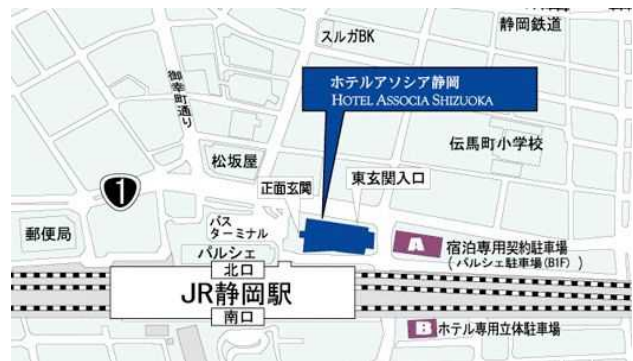 静岡鉄道
スルガBK
ホテルアソシア静岡
HOTEL ASSOCIA SHIZUOKA
御幸町通り
伝馬町小学校
松坂屋
正面玄関
東玄関入口
1
バス
ターミナル
郵便局
パルシェ
A
宿泊専用契約駐車場
(パルシェ駐車場(B1F))
北口
JR静岡駅
南口
B
ホテル専用立体駐車場